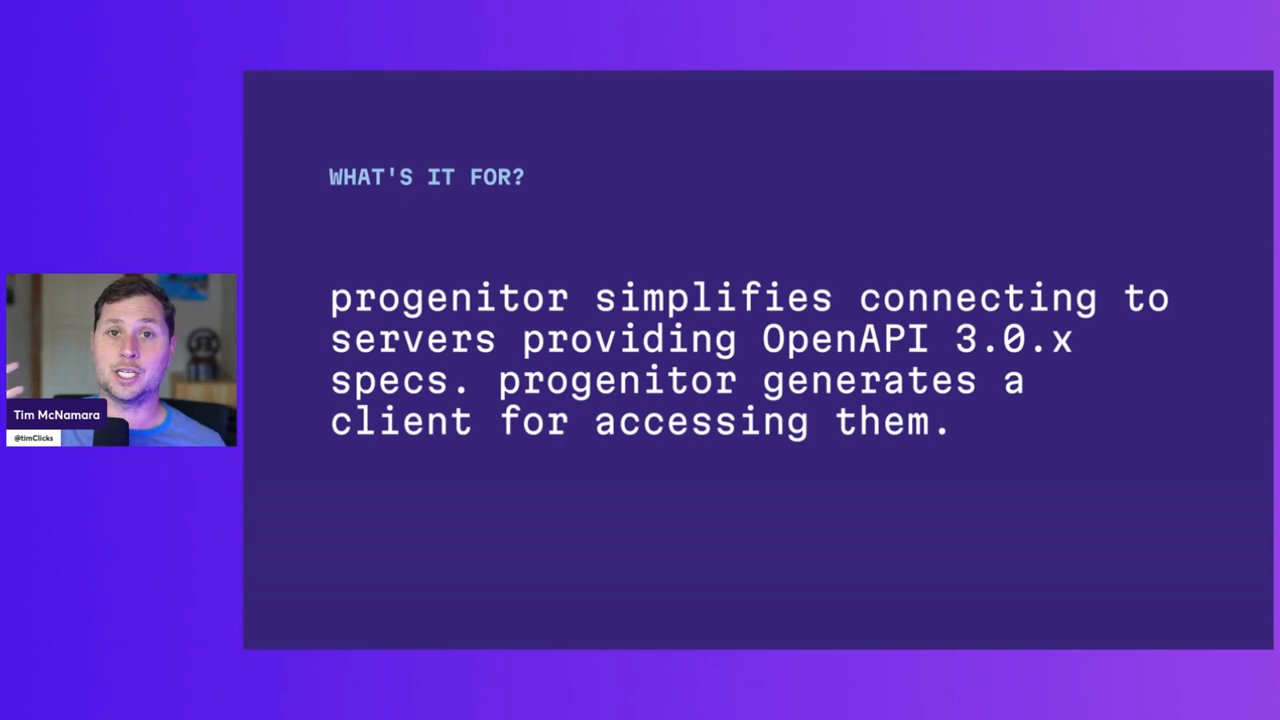 WHAT'S IT FOR?
progenitor simplifies connecting to
servers providing OpenAPI 3.0.x
specs. progenitor generates a
client for accessing them.
Tim McNamara
@timClicks